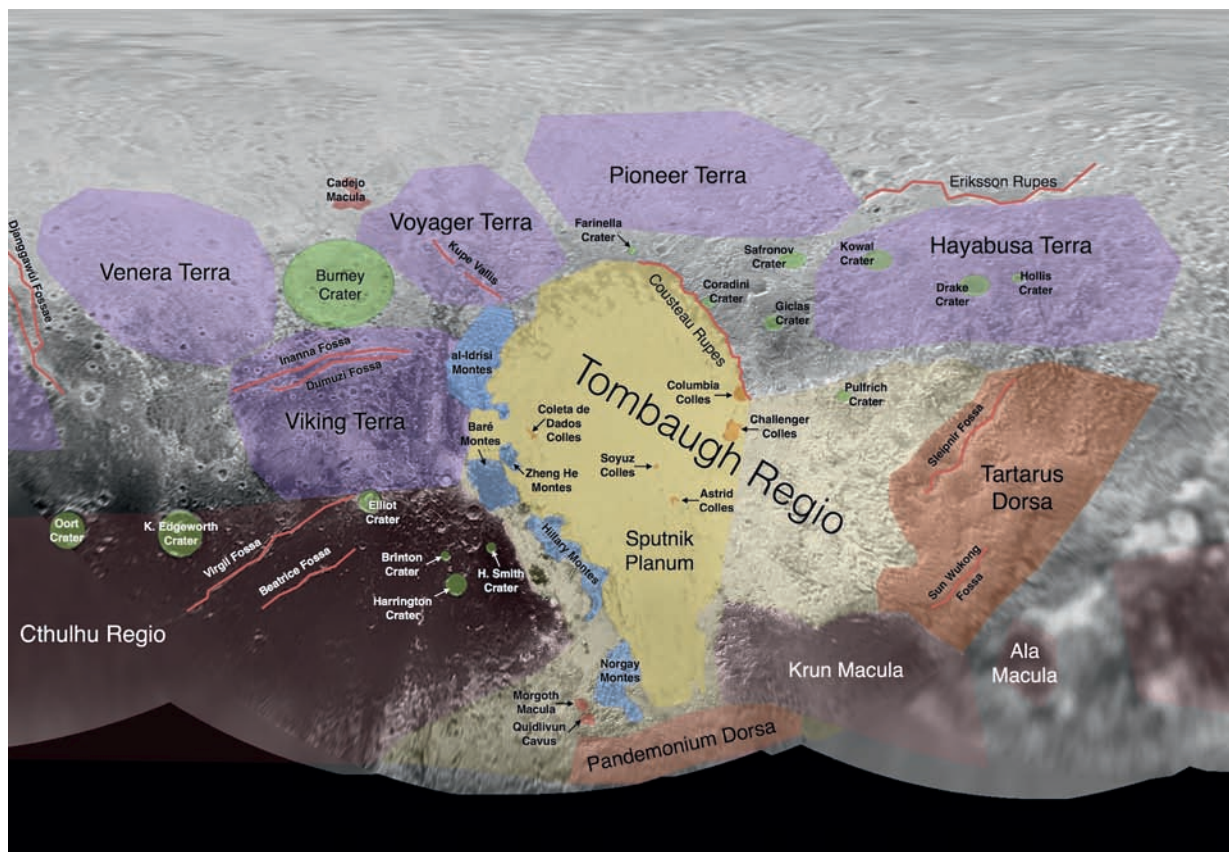 Pioneer Terra
Eriksson Rupes
Cadejo
Macula
Voyager Terra
Farinella
Crater
Safronov
Crater
Kowal
Crater
Hayabusa Terra
Djanggawul Fossae
Venera Terra
Burney
Crater
Kupe Vallis
Coradini
Crater
Giclas
Crater
Drake
Crater
Hollis
Crater
Cousteau Rupes
Inanna Fossa
Dumuzi Fossa
al-Idrisi
Montes
Viking Terra
Tombaugh Regio
Columbia
Colles
Pulfrich
Crater
Challenger
Colles
Sleipnir Fossa
Tartarus
Dorsa
Baré
Montes
Coleta de
Dados
Colles
Zheng He
Montes
Soyuz
Colles
Astrid
Colles
Oort
Crater
K. Edgeworth
Crater
Elliot
Crater
Virgil Fossa
Beatrice Fossa
Brinton
Crater
H. Smith
Crater
Harrington
Crater
Hillary Montes
Sputnik
Planum
Sun Wukong
Fossa
Cthulhu Regio
Krun Macula
Ala
Macula
Norgay
Montes
Morgoth
Macula
Quidlivun
Cavus
Pandemonium Dorsa